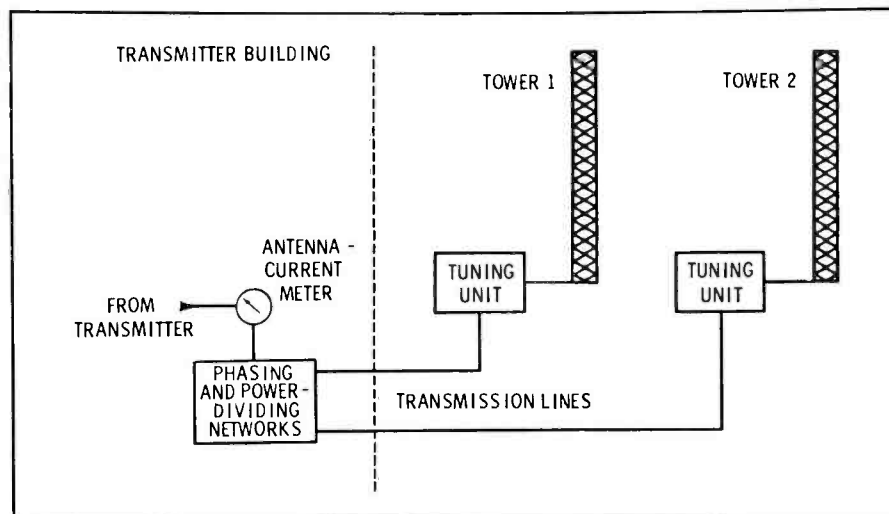 TRANSMITTER BUILDING
TOWER 1
TOWER 2
ANTENNA -
CURRENT
METER
FROM
TRANSMITTER
TUNING
UNIT
TUNING
UNIT
PHASING
AND POWER-
DIVIDING
NETWORKS
TRANSMISSION LINES